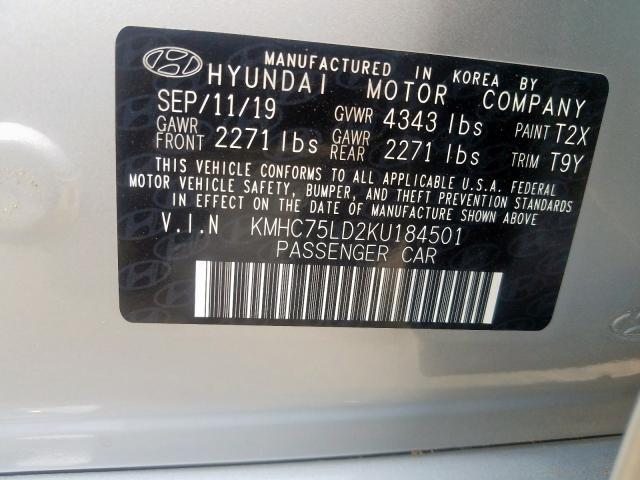 MANUFACTURED IN KOREA BY
HYUNDAI MOTOR COMPANY
SEP/11/19 GVWR 4343 lbs PAINT T2X
GAWR FRONT 2271 lbs GAWR REAR 2271 lbs TRIM T9Y
THIS VEHICLE CONFORMS TO ALL APPLICABLE U.S.A. FEDERAL
MOTOR VEHICLE SAFETY, BUMPER, AND THEFT PREVENTION STANDARDS
IN EFFECT ON THE DATE OF MANUFACTURE SHOWN ABOVE.
V.I.N KMHC75LD2KU184501
PASSENGER CAR